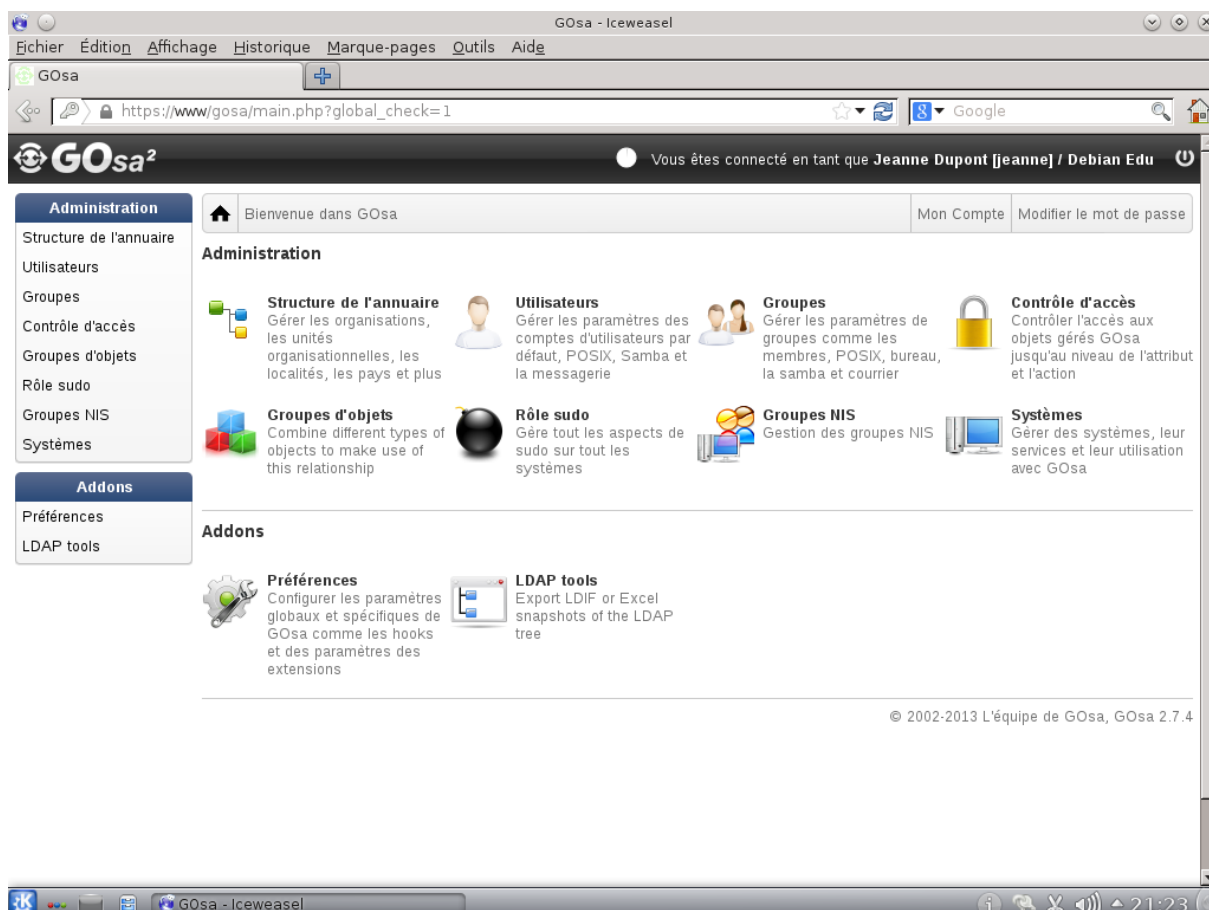 GOsa - Iceweasel
Fichier Édition Affichage Historique Marque-pages Outils Aide
GOsa
https://www/gosa/main.php?global_check=1
Google
GOsa²
Vous êtes connecté en tant que Jeanne Dupont [jeanne] / Debian Edu
Administration
Structure de l'annuaire
Utilisateurs
Groupes
Contrôle d'accès
Groupes d'objets
Rôle sudo
Groupes NIS
Systèmes
Addons
Préférences
LDAP tools
Bienvenue dans GOsa
Mon Compte
Modifier le mot de passe
Administration
Structure de l'annuaire
Gérer les organisations,
les unités
organisationnelles, les
localités, les pays et plus
Utilisateurs
Gérer les paramètres des
comptes d'utilisateurs par
défaut, POSIX, Samba et
la messagerie
Groupes
Gérer les paramètres de
groupes comme les
membres, POSIX, bureau,
la samba et courrier
Contrôle d'accès
Contrôler l'accès aux
objets gérés GOsa
jusqu'au niveau de l'attribut
et l'action
Groupes d'objets
Combine different types of
objects to make use of
this relationship
Rôle sudo
Gère tout les aspects de
sudo sur tout les
systèmes
Groupes NIS
Gestion des groupes NIS
Systèmes
Gérer des systèmes, leur
services et leur utilisation
avec GOsa
Addons
Préférences
Configurer les paramètres
globaux et spécifiques de
GOsa comme les hooks
et des paramètres des
extensions
LDAP tools
Export LDIF or Excel
snapshots of the LDAP
tree
© 2002-2013 L'équipe de GOsa, GOsa 2.7.4
GOsa - Iceweasel
21:23